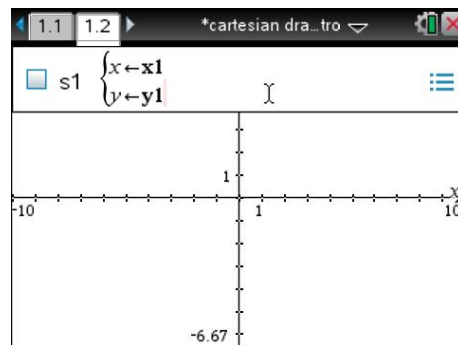 1.1 1.2 *cartesian dra...tro
s1 {x←x1
y←y1
x
1
-10 1 10
-6.67